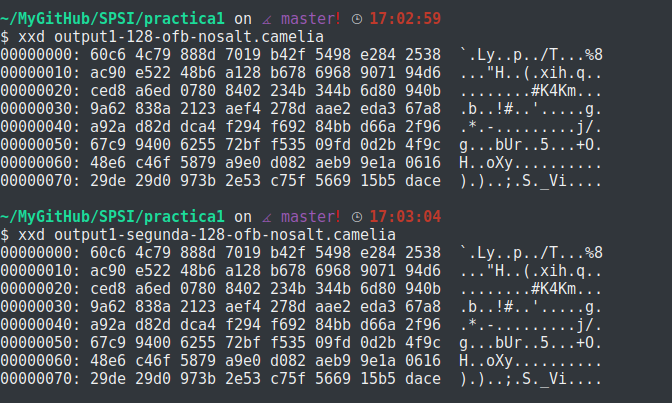 ~/MyGitHub/SPSI/practica1 on master! 17:02:59
$ xxd output1-128-ofb-nosalt.camelia
00000000: 60c6 4c79 888d 7019 b42f 5498 e284 2538  `.Ly..p../T...%8
00000010: ac90 e522 48b6 a128 b678 6968 9071 94d6  ..."H..(.xih.q..
00000020: ced8 a6ed 0780 8402 234b 344b 6d80 940b  ........#K4Km...
00000030: 9a62 838a 2123 aef4 278d aae2 eda3 67a8  .b..!#..'.....g.
00000040: a92a d82d dca4 f294 f692 84bb d66a 2f96  .*.-.........j/.
00000050: 67c9 9400 6255 72bf f535 09fd 0d2b 4f9c  g...bUr..5...+O.
00000060: 48e6 c46f 5879 a9e0 d082 aeb9 9e1a 0616  H..oXy..........
00000070: 29de 29d0 973b 2e53 c75f 5669 15b5 dace  ).)..;.S._Vi....
~/MyGitHub/SPSI/practica1 on master! 17:03:04
$ xxd output1-segunda-128-ofb-nosalt.camelia
00000000: 60c6 4c79 888d 7019 b42f 5498 e284 2538  `.Ly..p../T...%8
00000010: ac90 e522 48b6 a128 b678 6968 9071 94d6  ..."H..(.xih.q..
00000020: ced8 a6ed 0780 8402 234b 344b 6d80 940b  ........#K4Km...
00000030: 9a62 838a 2123 aef4 278d aae2 eda3 67a8  .b..!#..'.....g.
00000040: a92a d82d dca4 f294 f692 84bb d66a 2f96  .*.-.........j/.
00000050: 67c9 9400 6255 72bf f535 09fd 0d2b 4f9c  g...bUr..5...+O.
00000060: 48e6 c46f 5879 a9e0 d082 aeb9 9e1a 0616  H..oXy..........
00000070: 29de 29d0 973b 2e53 c75f 5669 15b5 dace  ).)..;.S._Vi....